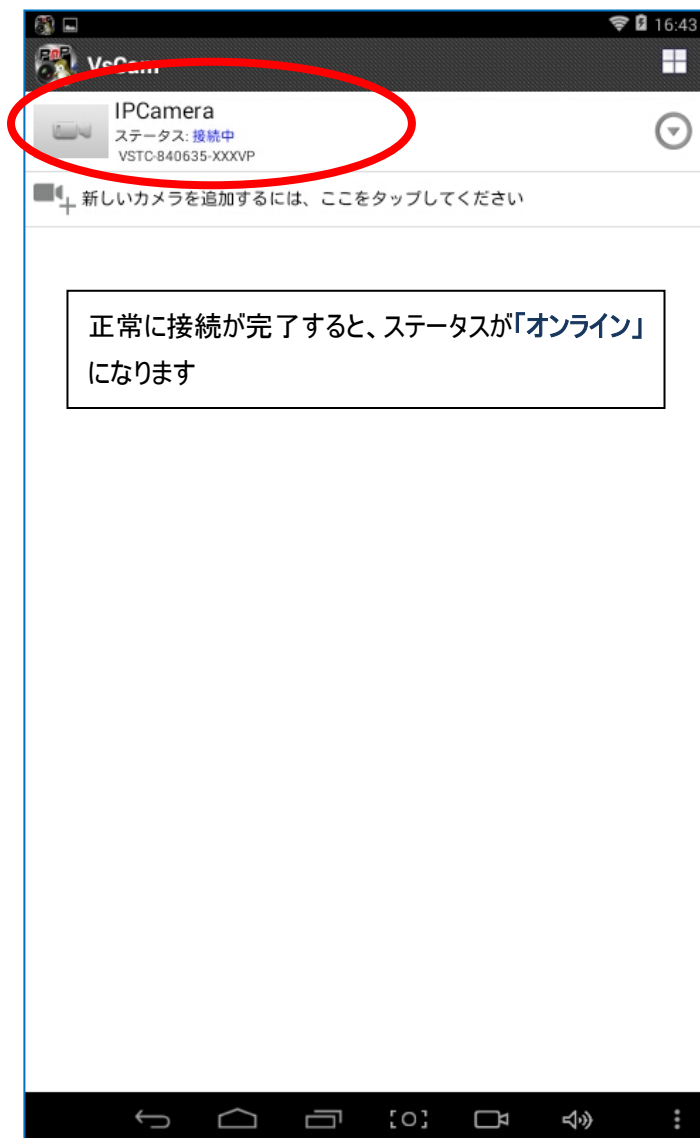 16:43
VsCam
IPCamera
ステータス: 接続中
VSTC-840635-XXXVP
新しいカメラを追加するには、ここをタップしてください
正常に接続が完了すると、ステータスが「オンライン」
になります